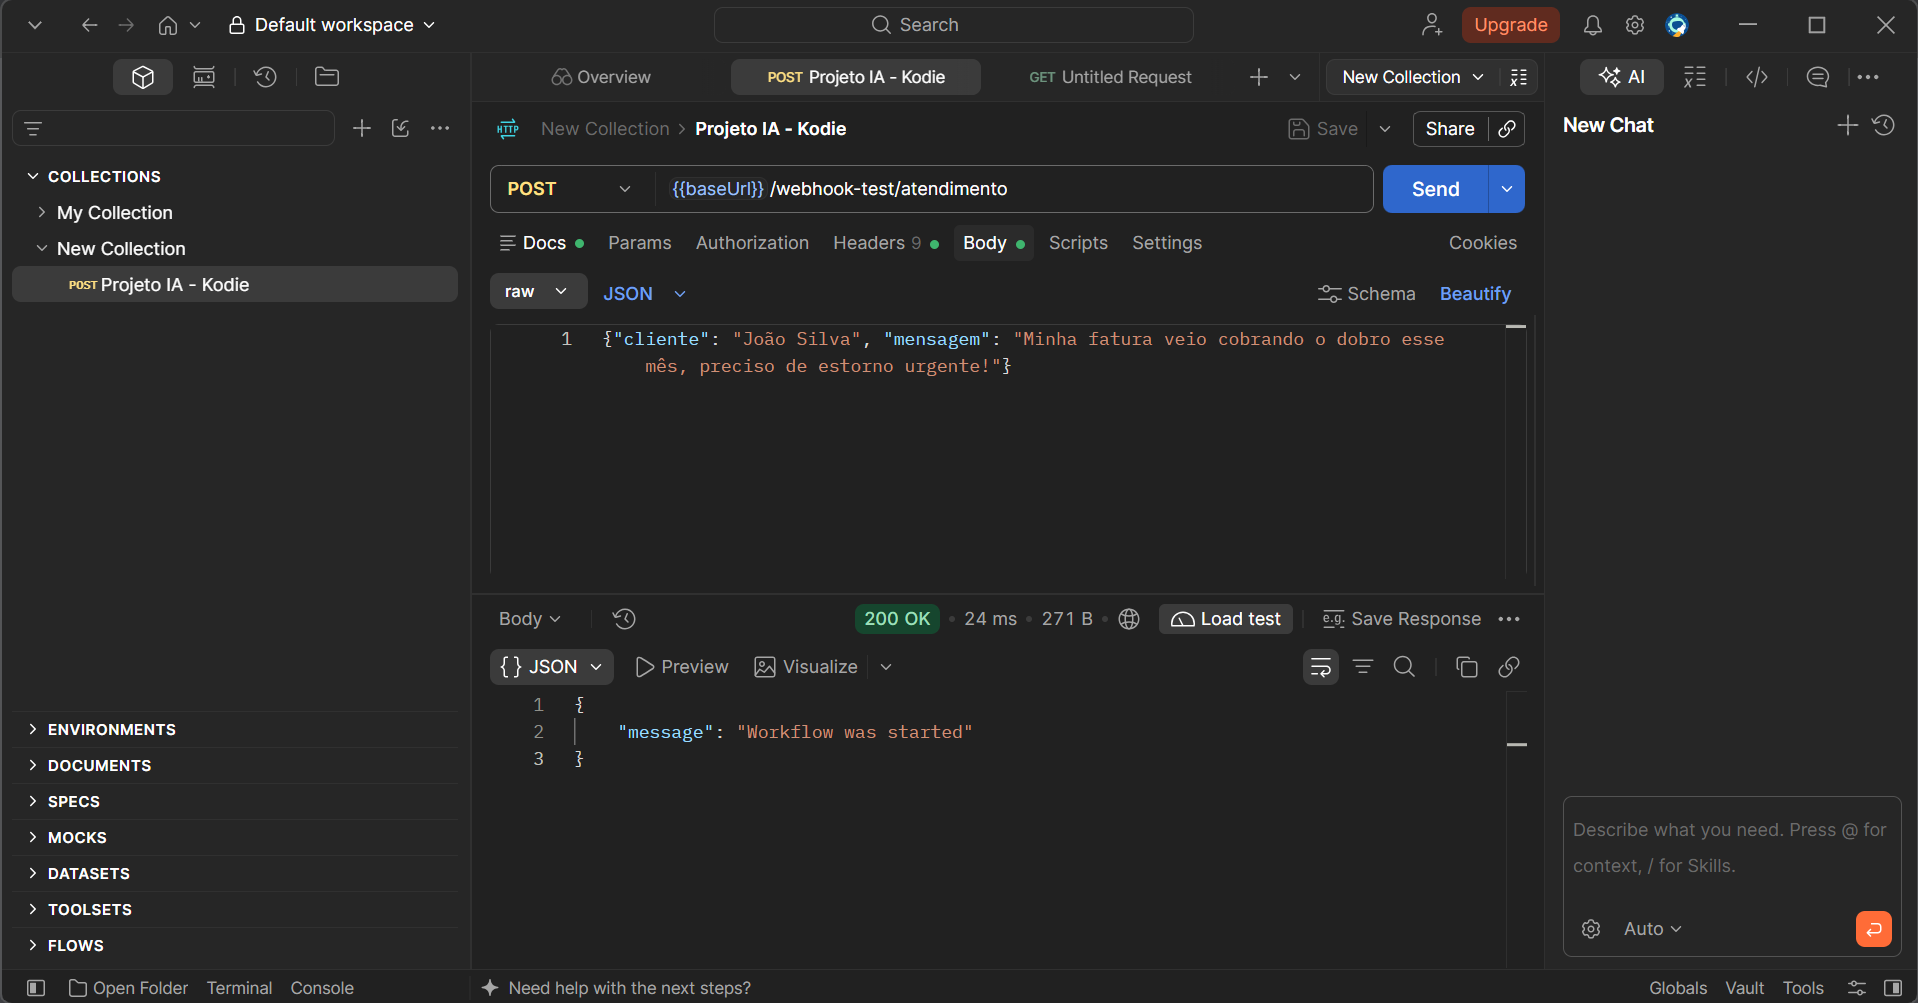 Default workspace
Search
Upgrade
Overview
POST Projeto IA - Kodie
GET Untitled Request
New Collection
AI
New Collection > Projeto IA - Kodie
Save
Share
New Chat
COLLECTIONS
My Collection
New Collection
POST Projeto IA - Kodie
HTTP
POST
{{baseUrl}} /webhook-test/atendimento
Send
Docs
Params
Authorization
Headers 9
Body
Scripts
Settings
Cookies
raw
JSON
Schema
Beautify
1 {"cliente": "João Silva", "mensagem": "Minha fatura veio cobrando o dobro esse
mês, preciso de estorno urgente!"}
Body
200 OK • 24 ms • 271 B •
Load test
e.g. Save Response
{} JSON
Preview
Visualize
1 {
2 "message": "Workflow was started"
3 }
ENVIRONMENTS
DOCUMENTS
SPECS
MOCKS
DATASETS
TOOLSETS
FLOWS
Describe what you need. Press @ for
context, / for Skills.
Auto
Open Folder
Terminal
Console
Need help with the next steps?
Globals
Vault
Tools